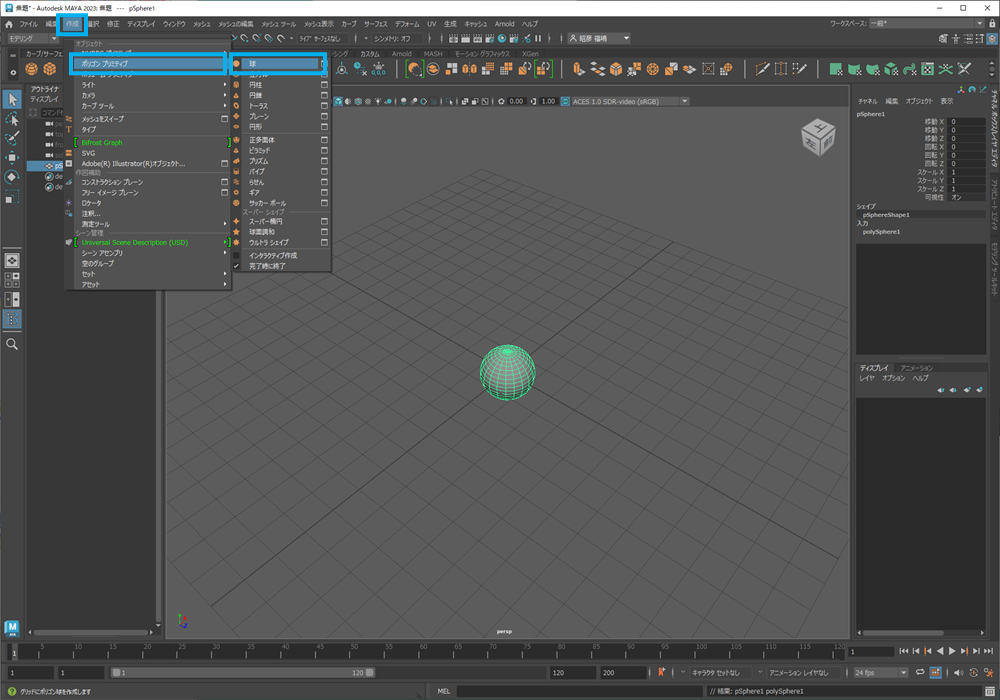 無題* - Autodesk MAYA 2023: 無題 --- pSphere1
ファイル 編集 作成 選択 修正 ディスプレイ ウィンドウ メッシュ メッシュの編集 メッシュ ツール メッシュ表示 カーブ サーフェス デフォーム UV 生成 キャッシュ Arnold ヘルプ
ワークスペース: 一般*
モデリング
ライブ サーフェスなし
シンメトリ: オフ
昭彦 福嶋
カーブ/サーフェ
カスタム Arnold MASH モーション グラフィックス XGen
アウトライナ
ディスプレイ
オブジェクト
ポリゴン プリミティブ
ライト
カメラ
カーブ ツール
メッシュをスイープ
タイプ
Bifrost Graph
SVG
Adobe(R) Illustrator(R)オブジェクト...
作図補助
コンストラクション プレーン
フリー イメージ プレーン
ロケータ
注釈...
測定ツール
シーン管理
Universal Scene Description (USD)
シーン アセンブリ
空のグループ
セット
アセット
球
立方体
円柱
円錐
トーラス
プレーン
円形
正多面体
ピラミッド
プリズム
パイプ
らせん
ギア
サッカー ボール
スーパー シェイプ
スーパー楕円
球面調和
ウルトラ シェイプ
インタラクティブ作成
完了時に終了
0.00
1.00
ACES 1.0 SDR-video (sRGB)
persp
チャネル 編集 オブジェクト 表示
pSphere1
移動 X 0
移動 Y 0
移動 Z 0
回転 X 0
回転 Y 0
回転 Z 0
スケール X 1
スケール Y 1
スケール Z 1
可視性 オン
シェイプ
pSphereShape1
入力
polySphere1
ディスプレイ アニメーション
レイヤ オプション ヘルプ
5 10 15 20 25 30 35 40 45 50 55 60 65 70 75 80 85 90 95 100 105 110 115 120
1
1
1
1
1
120
120
200
キャラクタ セットなし
アニメーション レイヤなし
24 fps
グリッドにポリゴン球を作成します
MEL
// 結果: pSphere1 polySphere1